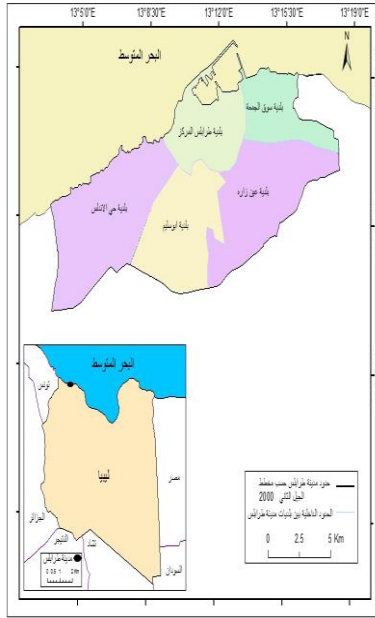 13°5'0"E 13°8'30"E 13°12'0"E 13°15'30"E 13°19'0"E
البحر المتوسط
N
بلدية سوق الجمعة
بلدية طرابلس المركز
بلدية عين زاره
بلدية حي الاندلس
بلدية ابوسليم
البحر المتوسط
تونس
ليبيا
مصر
الجزائر
النيجر
تشاد
السودان
مدينة طرابلس
حدود مدينة طرابلس حسب مخطط
الجيل الثاني 2000
الحدود الداخلية بين بلديات مدينة طرابلس
0 2.5 5 Km